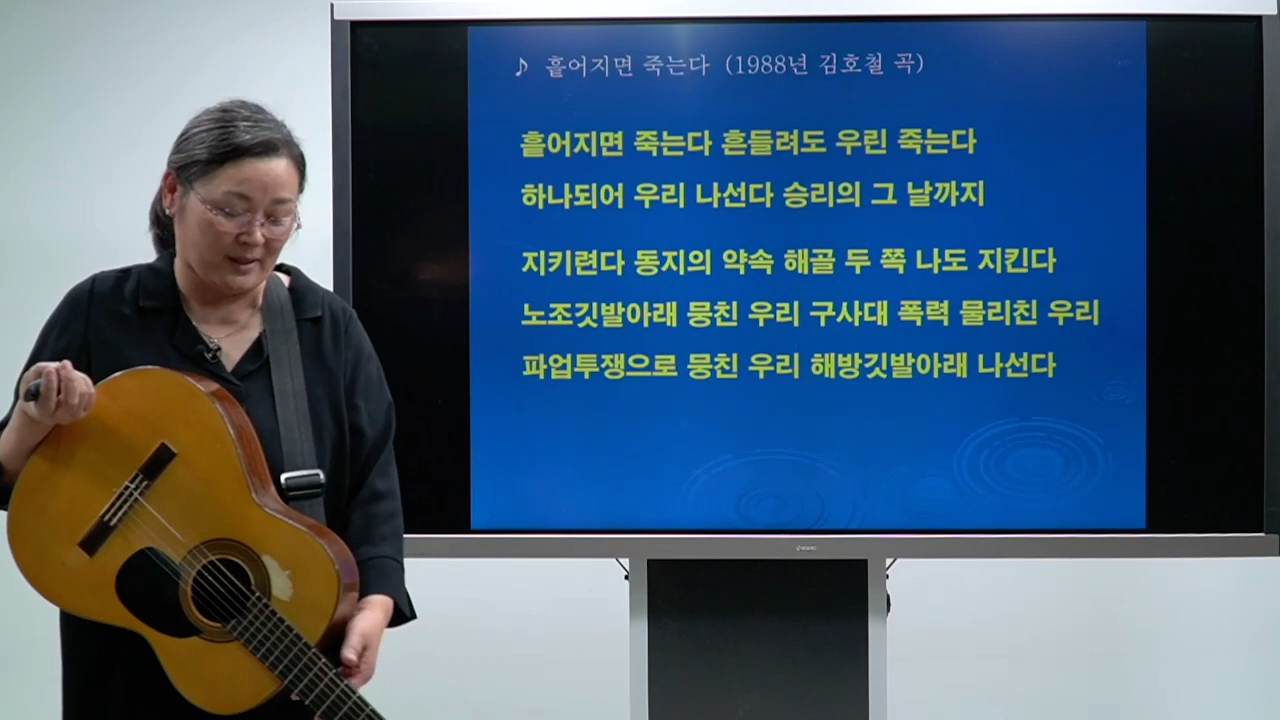 ♪ 흩어지면 죽는다 (1988년 김호철 곡)
흩어지면 죽는다 흔들려도 우린 죽는다
하나되어 우리 나선다 승리의 그 날까지
지키련다 동지의 약속 해골 두 쪽 나도 지킨다
노조깃발아래 뭉친 우리 구사대 폭력 물리친 우리
파업투쟁으로 뭉친 우리 해방깃발아래 나선다